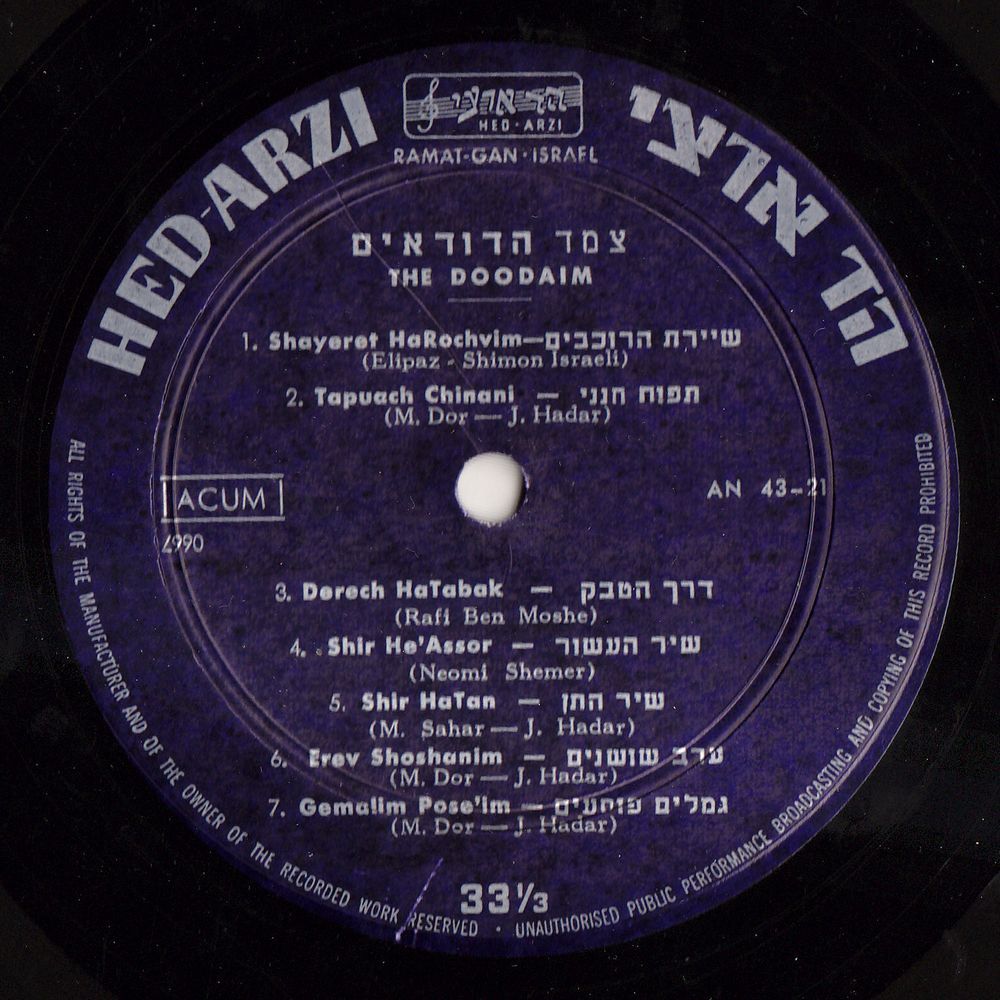 HED-ARZI
הד ארצי
HED-ARZI
RAMAT-GAN-ISRAEL
הד ארצי
צמד הדודאים
THE DOODAIM
1. Shayeret HaRochvim—שיירת הרוכבים
(Elipaz - Shimon Israeli)
2. Tapuach Chinani — תפוח חנני
(M. Dor — J. Hadar)
ACUM
AN 43-21
4990
3. Derech HaTabak — דרך הטבק
(Rafi Ben Moshe)
4. Shir He'Assor — שיר העשור
(Neomi Shemer)
5. Shir HaTan — שיר התן
(M. Sahar — J. Hadar)
6. Erev Shoshanim — ערב שושנים
(M. Dor — J. Hadar)
7. Gemalim Pose'im — גמלים פוזעים
(M. Dor — J. Hadar)
33⅓
ALL RIGHTS OF THE MANUFACTURER AND OF THE OWNER OF THE RECORDED WORK RESERVED • UNAUTHORISED PUBLIC PERFORMANCE BROADCASTING AND COPYING OF THIS RECORD PROHIBITED